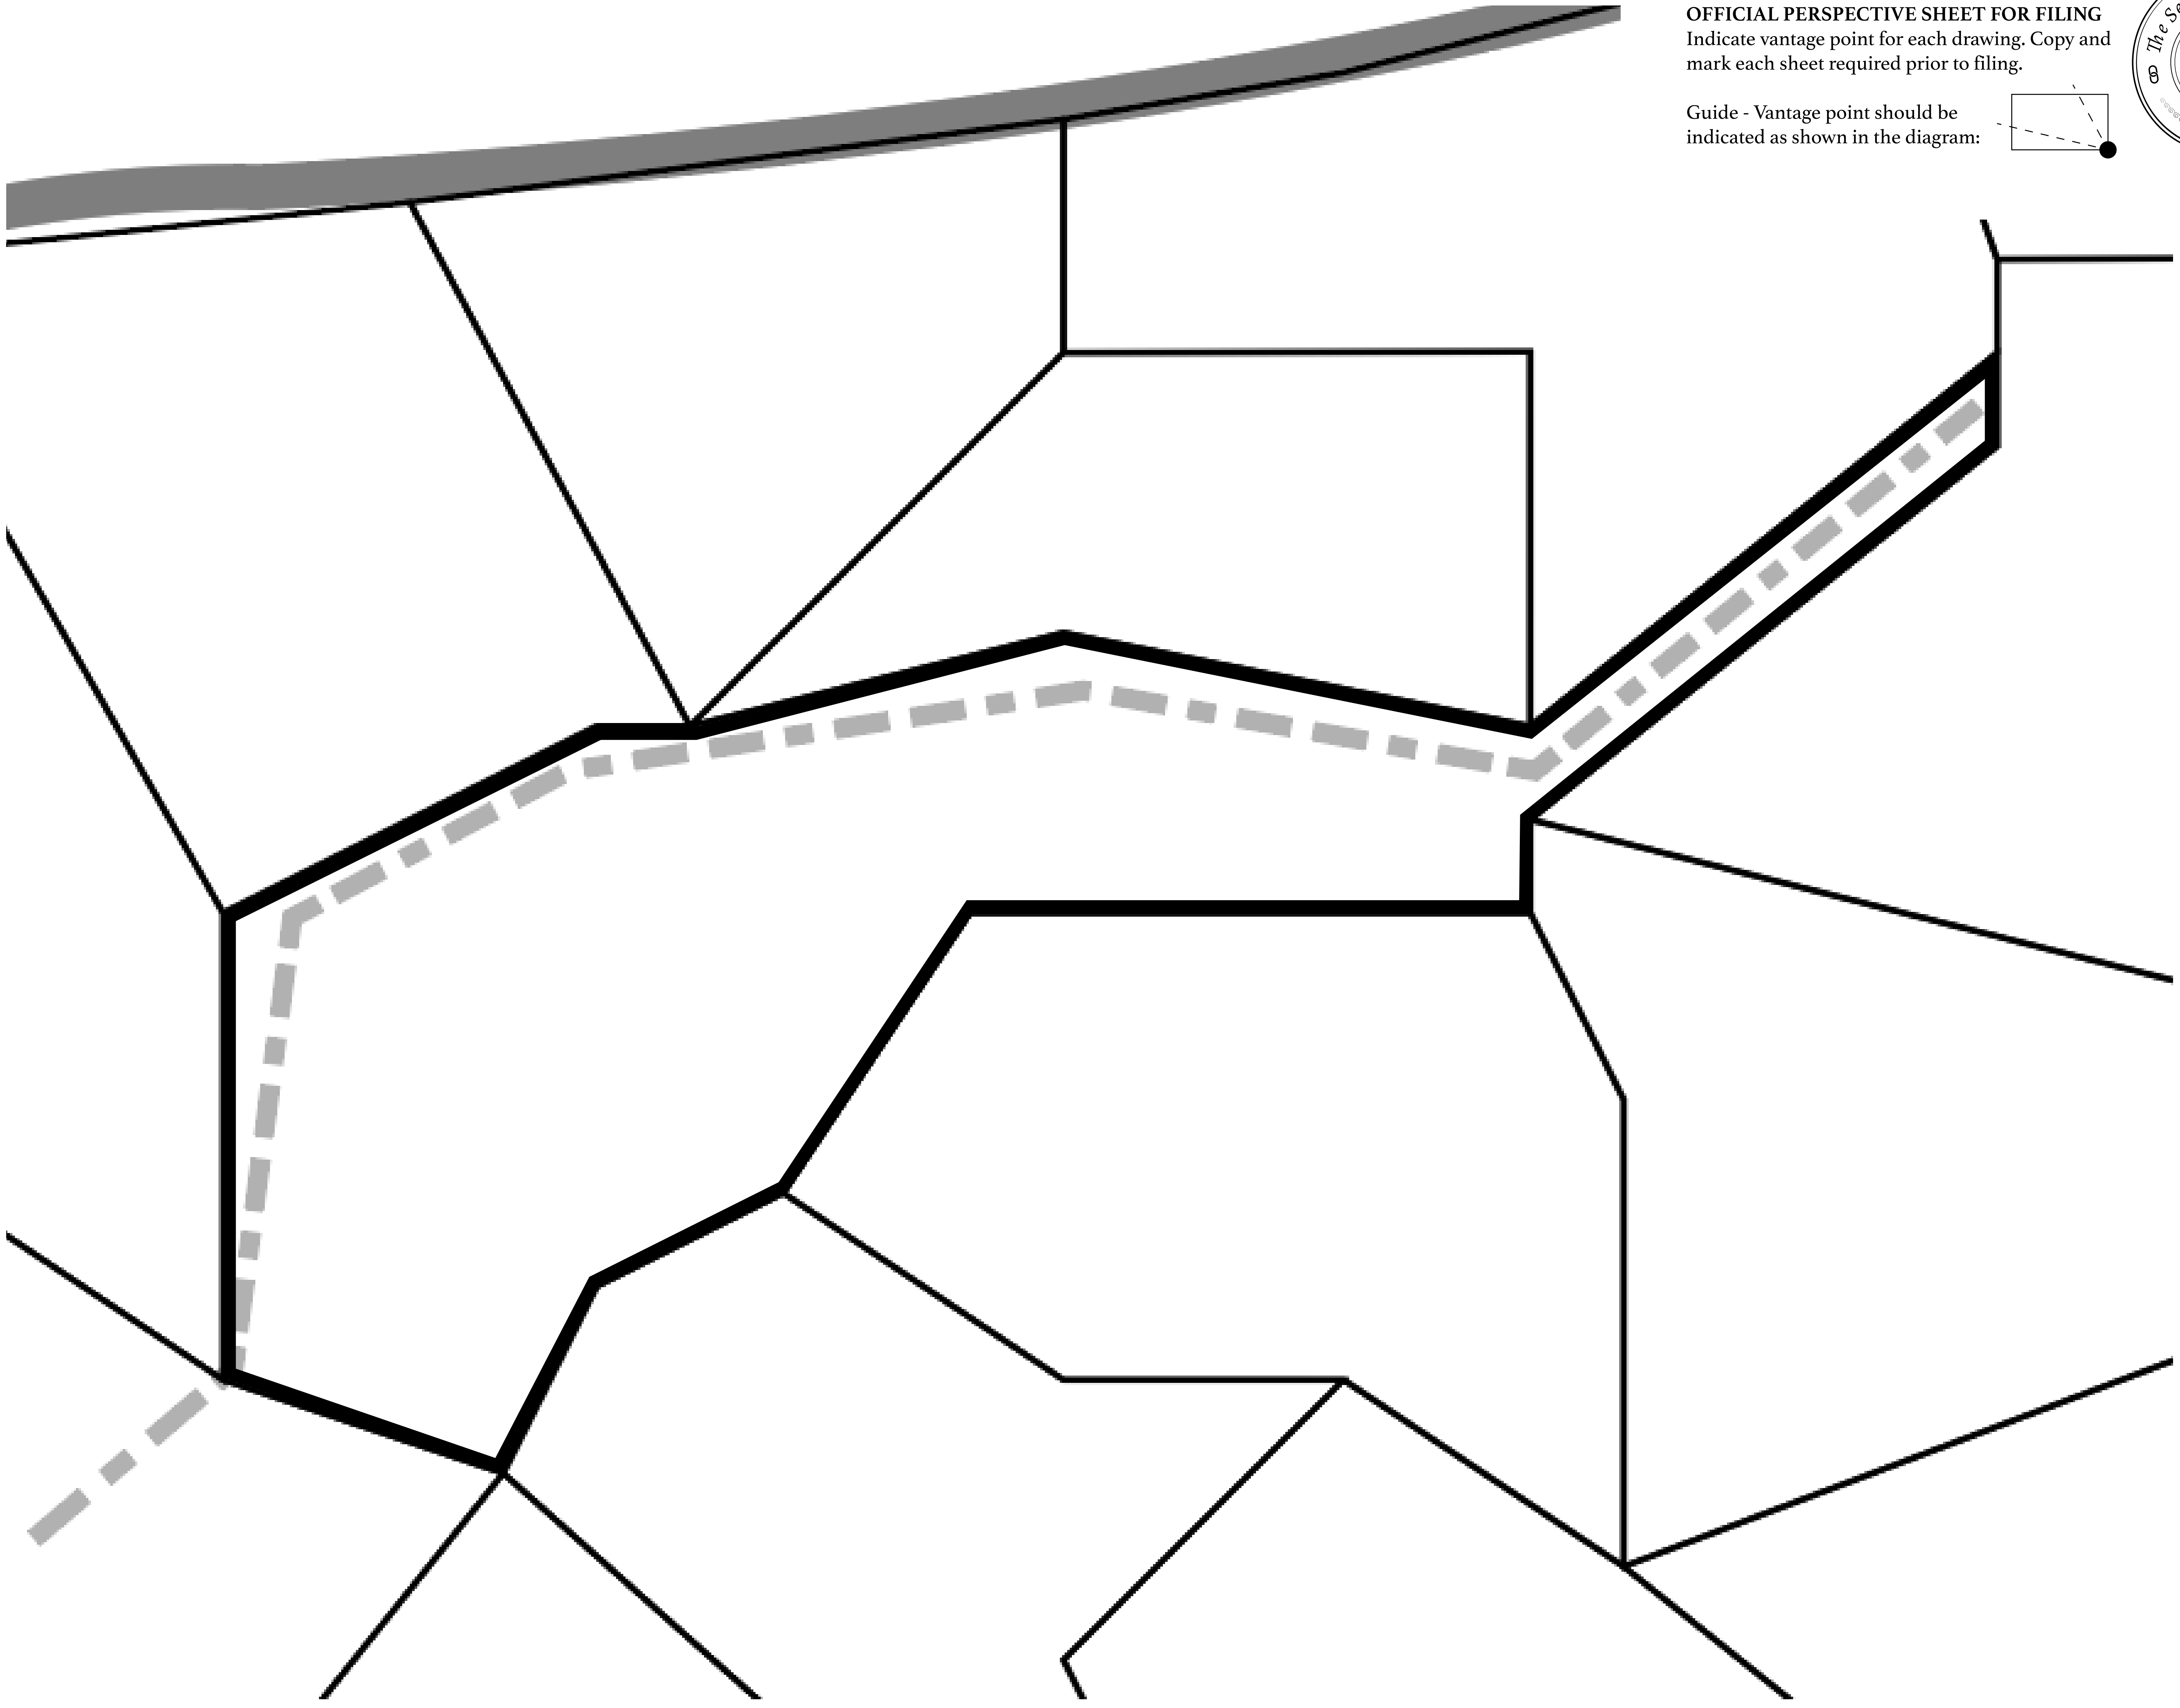 OFFICIAL PERSPECTIVE SHEET FOR FILING
Indicate vantage point for each drawing. Copy and
mark each sheet required prior to filing.
Guide - Vantage point should be
indicated as shown in the diagram:
The